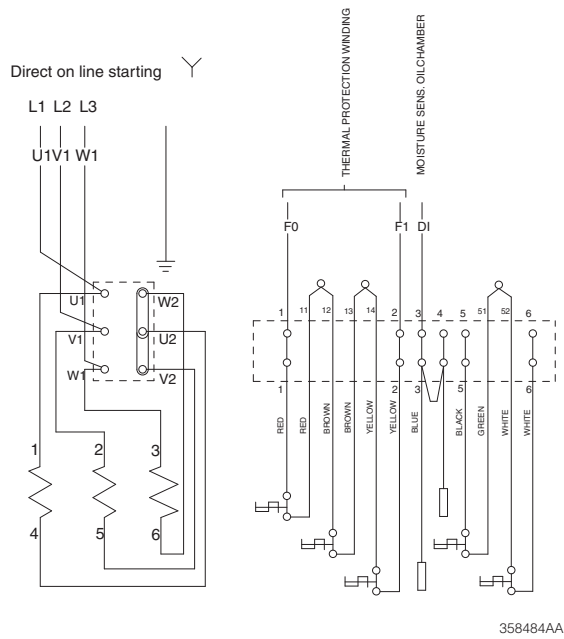 Direct on line starting
L1 L2 L3
U1 V1 W1
U1
V1
W1
W2
U2
V2
1 2 3
4 5 6
THERMAL PROTECTION WINDING
MOISTURE SENS. OILCHAMBER
F0 F1 DI
1 11 12 13 14 2 3 4 5 51 52 6
1 2 3 5 6
RED
RED
BROWN
BROWN
YELLOW
YELLOW
BLUE
BLACK
GREEN
WHITE
WHITE
358484AA